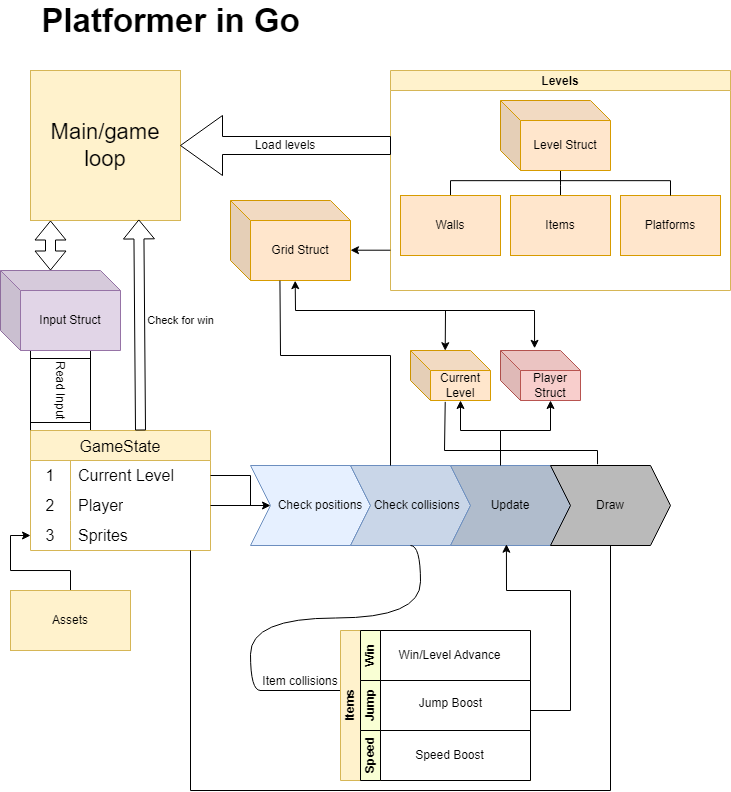 Platformer in Go
Levels
Main/game
loop
Load levels
Level Struct
Walls
Items
Platforms
Grid Struct
Input Struct
Check for win
Read Input
Current
Level
Player
Struct
GameState
1 Current Level
2 Player
3 Sprites
Check positions
Check collisions
Update
Draw
Assets
Item collisions
Items
Win
Win/Level Advance
Jump
Jump Boost
Speed
Speed Boost